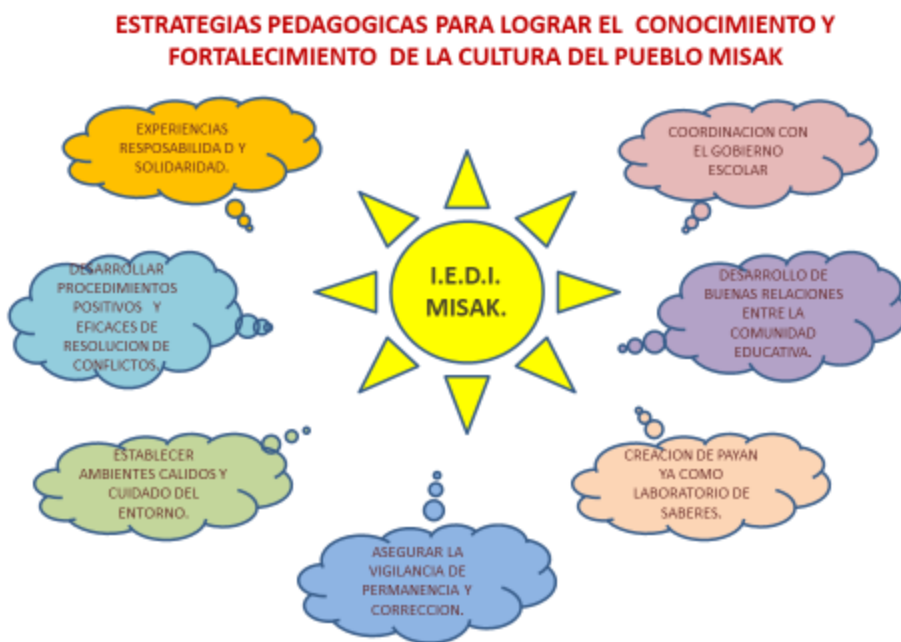 ESTRATEGIAS PEDAGOGICAS PARA LOGRAR EL CONOCIMIENTO Y
FORTALECIMIENTO DE LA CULTURA DEL PUEBLO MISAK
EXPERIENCIAS
RESPOSABILIDA D Y
SOLIDARIDAD.
COORDINACION CON
EL GOBIERNO
ESCOLAR
I.E.D.I.
MISAK.
DESARROLLAR
PROCEDIMIENTOS
POSITIVOS Y
EFICACES DE
RESOLUCION DE
CONFLICTOS.
DESARROLLO DE
BUENAS RELACIONES
ENTRE LA
COMUNIDAD
EDUCATIVA.
ESTABLECER
AMBIENTES CALIDOS Y
CUIDADO DEL
ENTORNO.
CREACION DE PAYAN
YA COMO
LABORATORIO DE
SABERES.
ASEGURAR LA
VIGILANCIA DE
PERMANENCIA Y
CORRECCION.